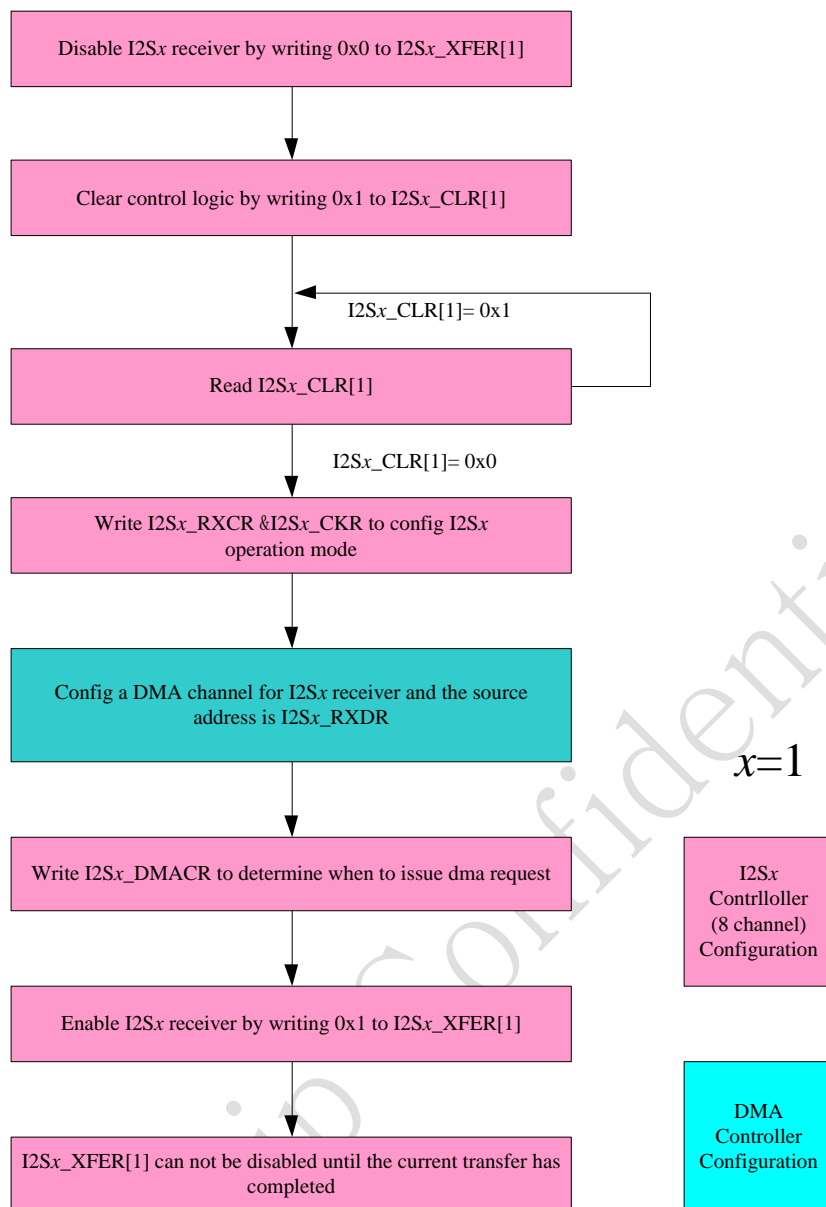 Disable I2Sx receiver by writing 0x0 to I2Sx_XFER[1]
Clear control logic by writing 0x1 to I2Sx_CLR[1]
I2Sx_CLR[1]= 0x1
Read I2Sx_CLR[1]
I2Sx_CLR[1]= 0x0
Write I2Sx_RXCR &I2Sx_CKR to config I2Sx
operation mode
Config a DMA channel for I2Sx receiver and the source
address is I2Sx_RXDR
x=1
Write I2Sx_DMACR to determine when to issue dma request
I2Sx
Contrlloller
(8 channel)
Configuration
Enable I2Sx receiver by writing 0x1 to I2Sx_XFER[1]
DMA
Controller
Configuration
I2Sx_XFER[1] can not be disabled until the current transfer has
completed
ip Confidenti